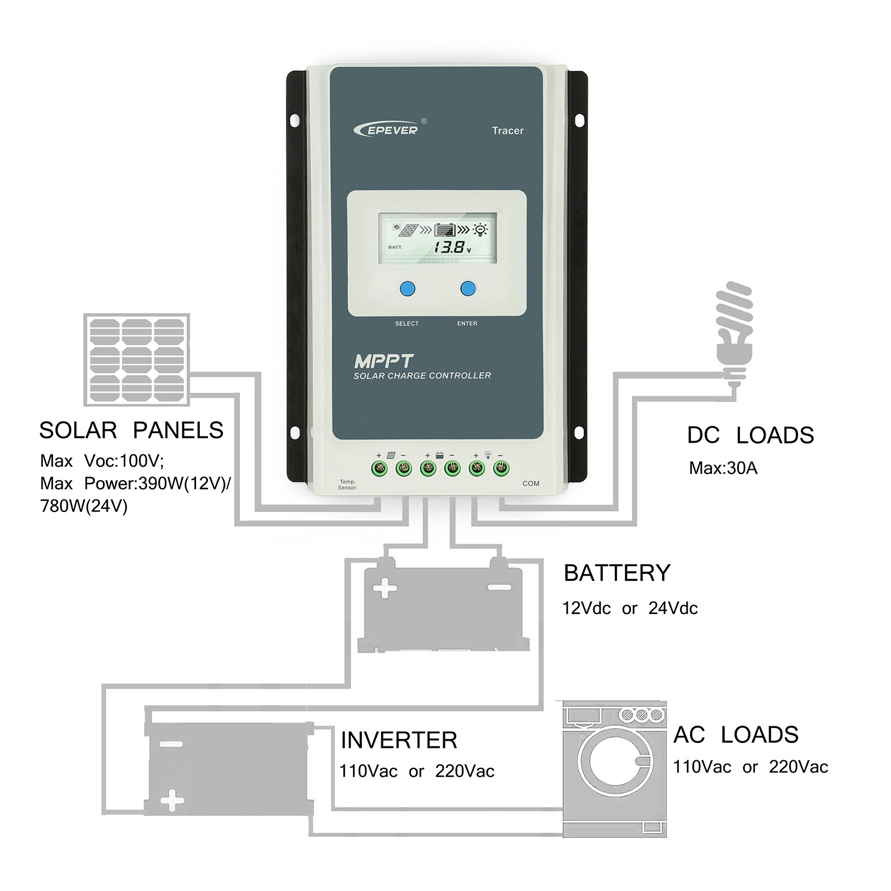 EPEVER ®
Tracer
BATT. 13.8 V
SELECT
ENTER
MPPT
SOLAR CHARGE CONTROLLER
+ − + − + −
Temp.
Sensor
COM
SOLAR PANELS
Max Voc:100V;
Max Power:390W(12V)/
780W(24V)
DC LOADS
Max:30A
+ −
BATTERY
12Vdc or 24Vdc
−
+
INVERTER
110Vac or 220Vac
AC LOADS
110Vac or 220Vac